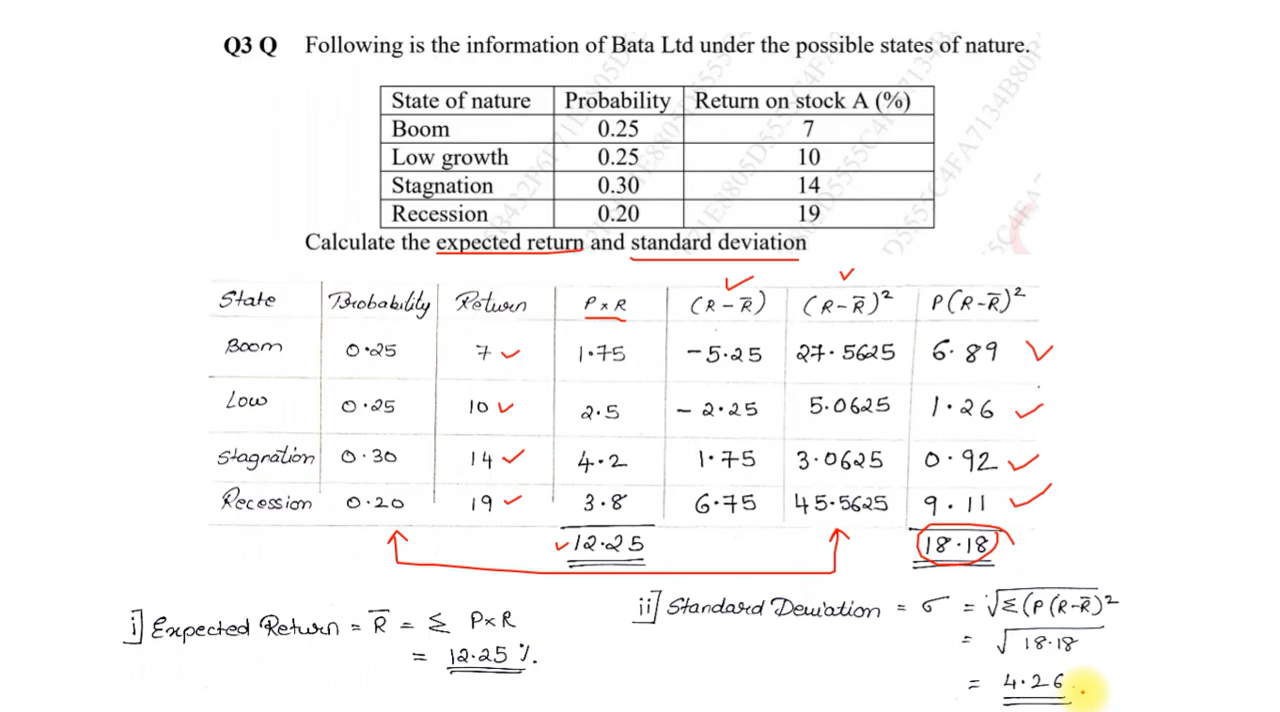 Q3 Q Following is the information of Bata Ltd under the possible states of nature.
State of nature Probability Return on stock A (%)
Boom 0.25 7
Low growth 0.25 10
Stagnation 0.30 14
Recession 0.20 19
Calculate the expected return and standard deviation
State Probability Return P×R (R-R̅) (R-R̅)² P(R-R̅)²
Boom 0.25 7 1.75 -5.25 27.5625 6.89
Low 0.25 10 2.5 -2.25 5.0625 1.26
Stagnation 0.30 14 4.2 1.75 3.0625 0.92
Recession 0.20 19 3.8 6.75 45.5625 9.11
12.25 18.18
i] Expected Return = R̅ = Σ P×R
= 12.25 %.
ii] Standard Deviation = σ = √Σ(P(R-R̅)²
= √18.18
= 4.26